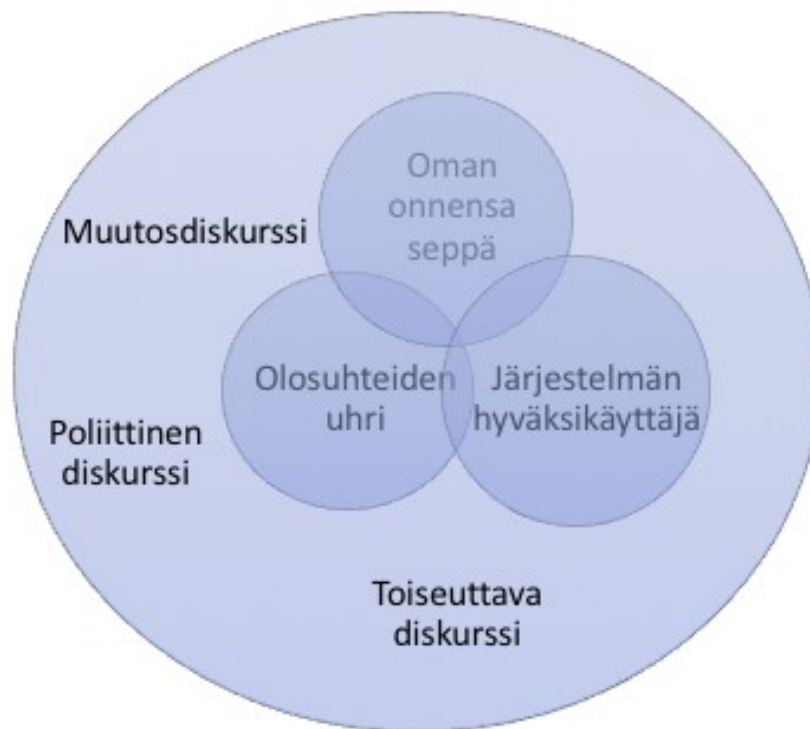 Oman
onnensa
seppä
Muutosdiskurssi
Olosuhteiden
uhri
Järjestelmän
hyväksikäyttäjä
Poliittinen
diskurssi
Toiseuttava
diskurssi